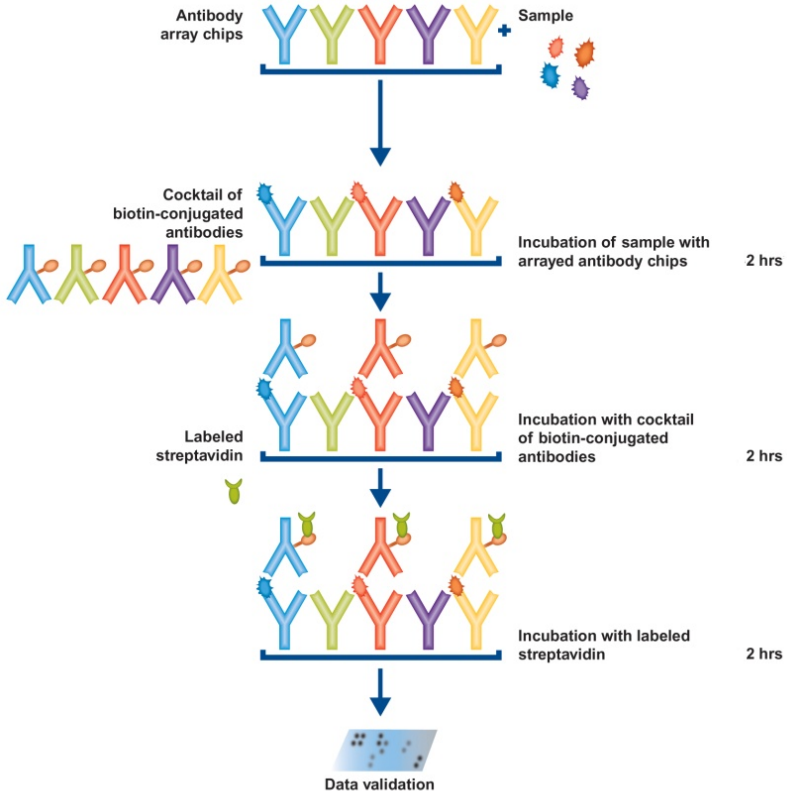 Antibody
array chips
+
Sample
Cocktail of
biotin-conjugated
antibodies
Incubation of sample with
arrayed antibody chips
2 hrs
Incubation with cocktail
of biotin-conjugated
antibodies
2 hrs
Labeled
streptavidin
Incubation with labeled
streptavidin
2 hrs
Data validation